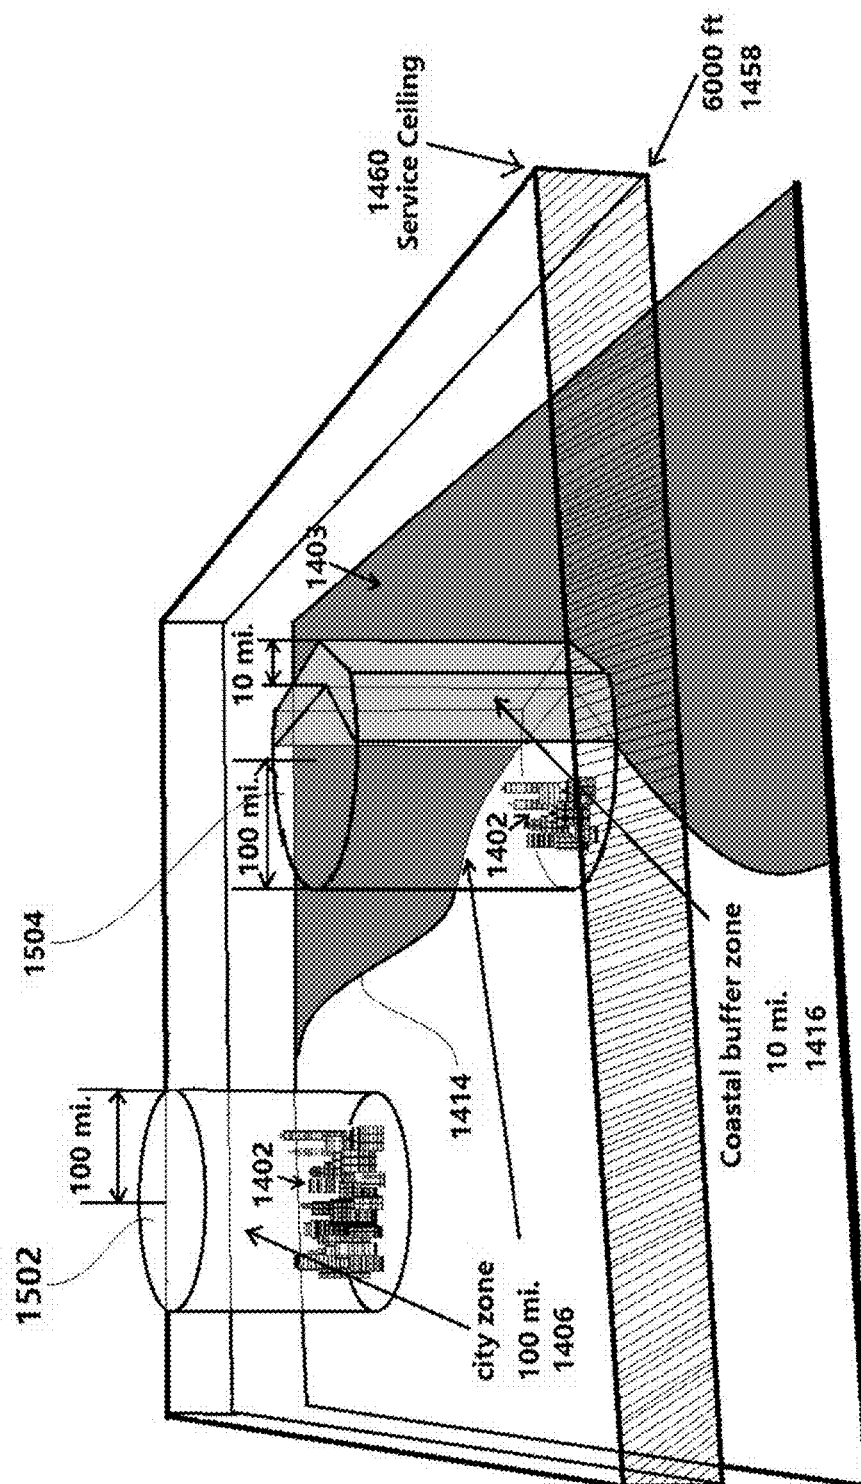 1502
100 mi.
1504
100 mi.
10 mi.
1403
1460
Service Ceiling
6000 ft
1458
1402
1402
1414
city zone
100 mi.
1406
Coastal buffer zone
10 mi.
1416